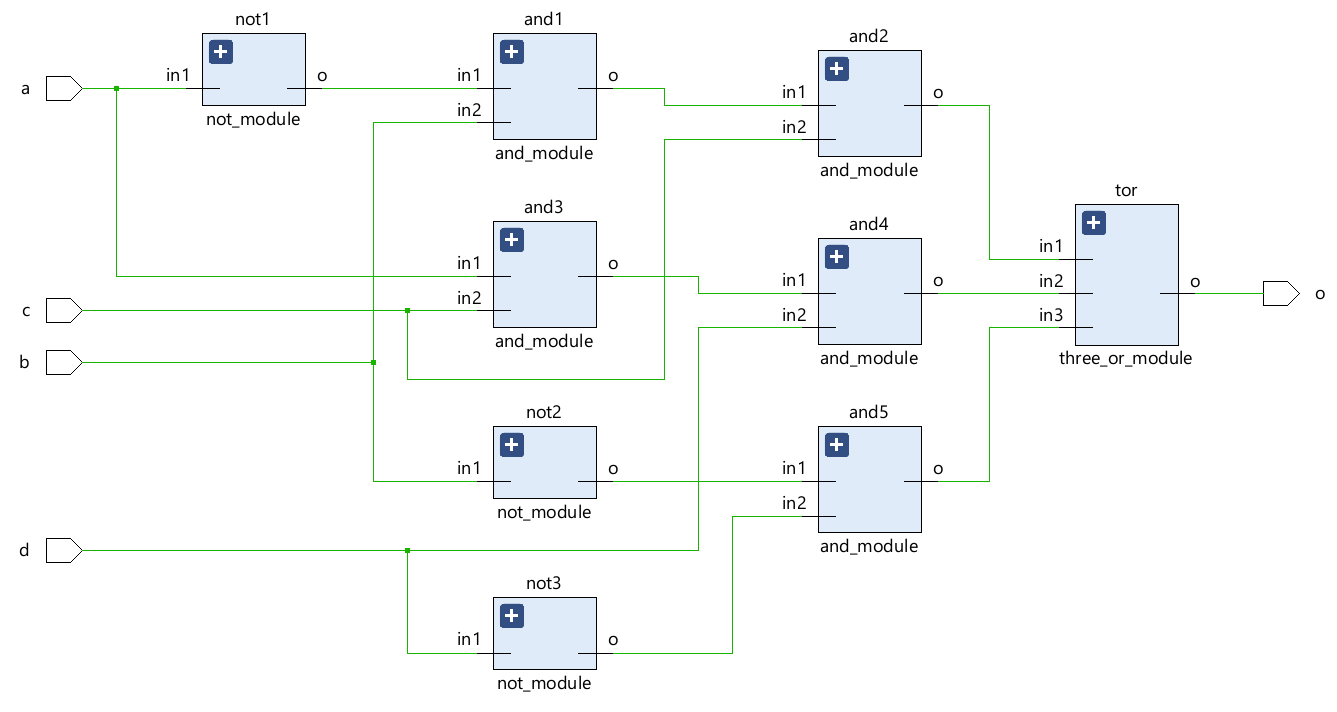 not1
and1
and2
a
in1
o
in1
o
in2
in1
o
in2
not_module
and_module
and_module
tor
and3
and4
in1
o
in1
o
in1
in2
o
o
c
in2
in2
in3
b
and_module
and_module
three_or_module
not2
and5
in1
o
in1
o
in2
not_module
d
and_module
not3
in1
o
not_module